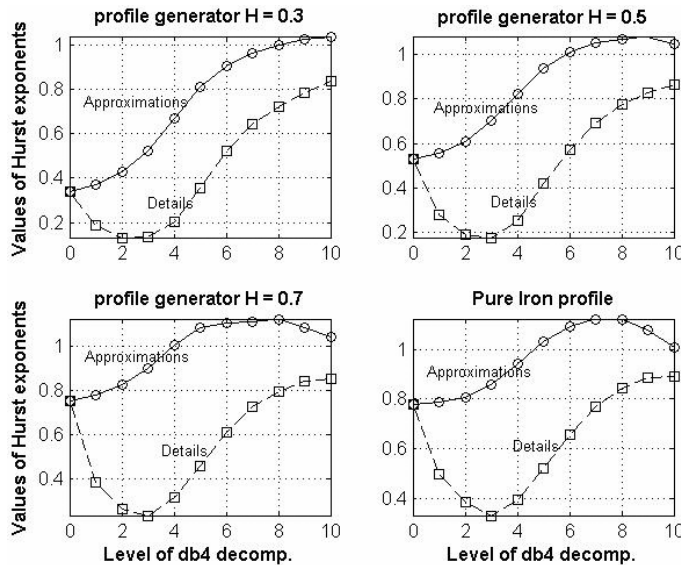 profile generator H = 0.3
1
0.8
0.6
0.4
0.2
0 2 4 6 8 10
Values of Hurst exponents
Approximations
Details
profile generator H = 0.5
1
0.8
0.6
0.4
0.2
0 2 4 6 8 10
Approximations
Details
profile generator H = 0.7
1
0.8
0.6
0.4
0 2 4 6 8 10
Values of Hurst exponents
Approximations
Details
Level of db4 decomp.
Pure Iron profile
1
0.8
0.6
0.4
0 2 4 6 8 10
Approximations
Details
Level of db4 decomp.